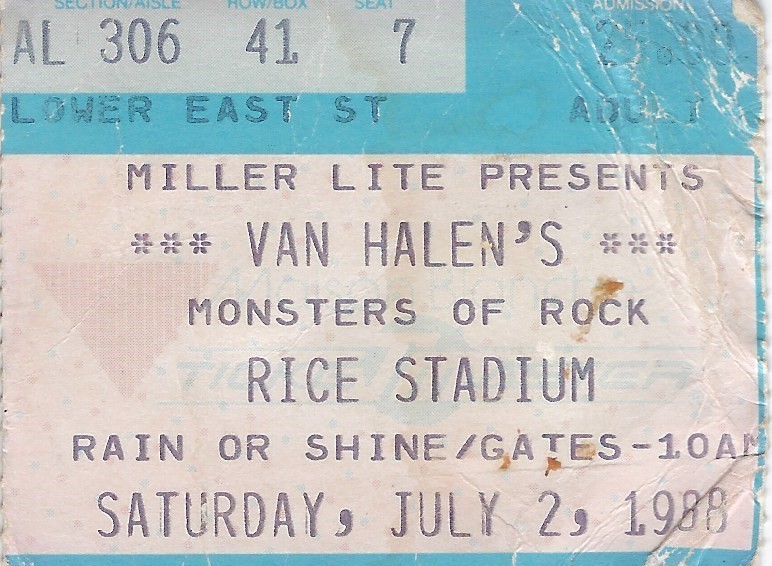 SECTION/AISLE ROW/BOX SEAT ADMISSION
AL 306 41 7
LOWER EAST ST ADULT
MILLER LITE PRESENTS
*** VAN HALEN'S ***
MONSTERS OF ROCK
RICE STADIUM
RAIN OR SHINE/GATES-10AM
SATURDAY, JULY 2, 1988